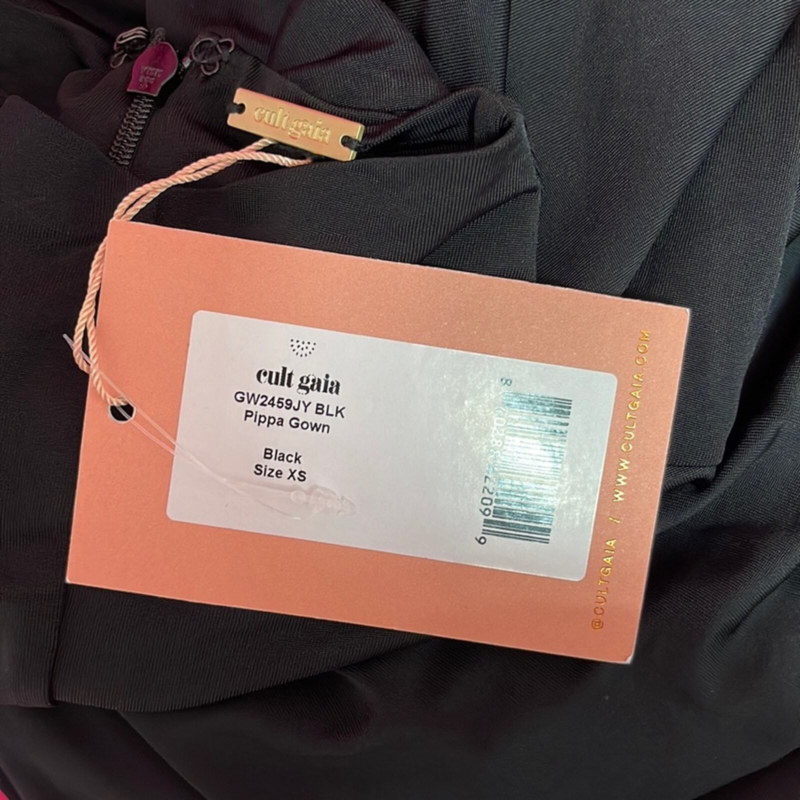 cult gaia
cult gaia
GW2459JY BLK
Pippa Gown
Black
Size XS
@CULTGAIA / WWW.CULTGAIA.COM